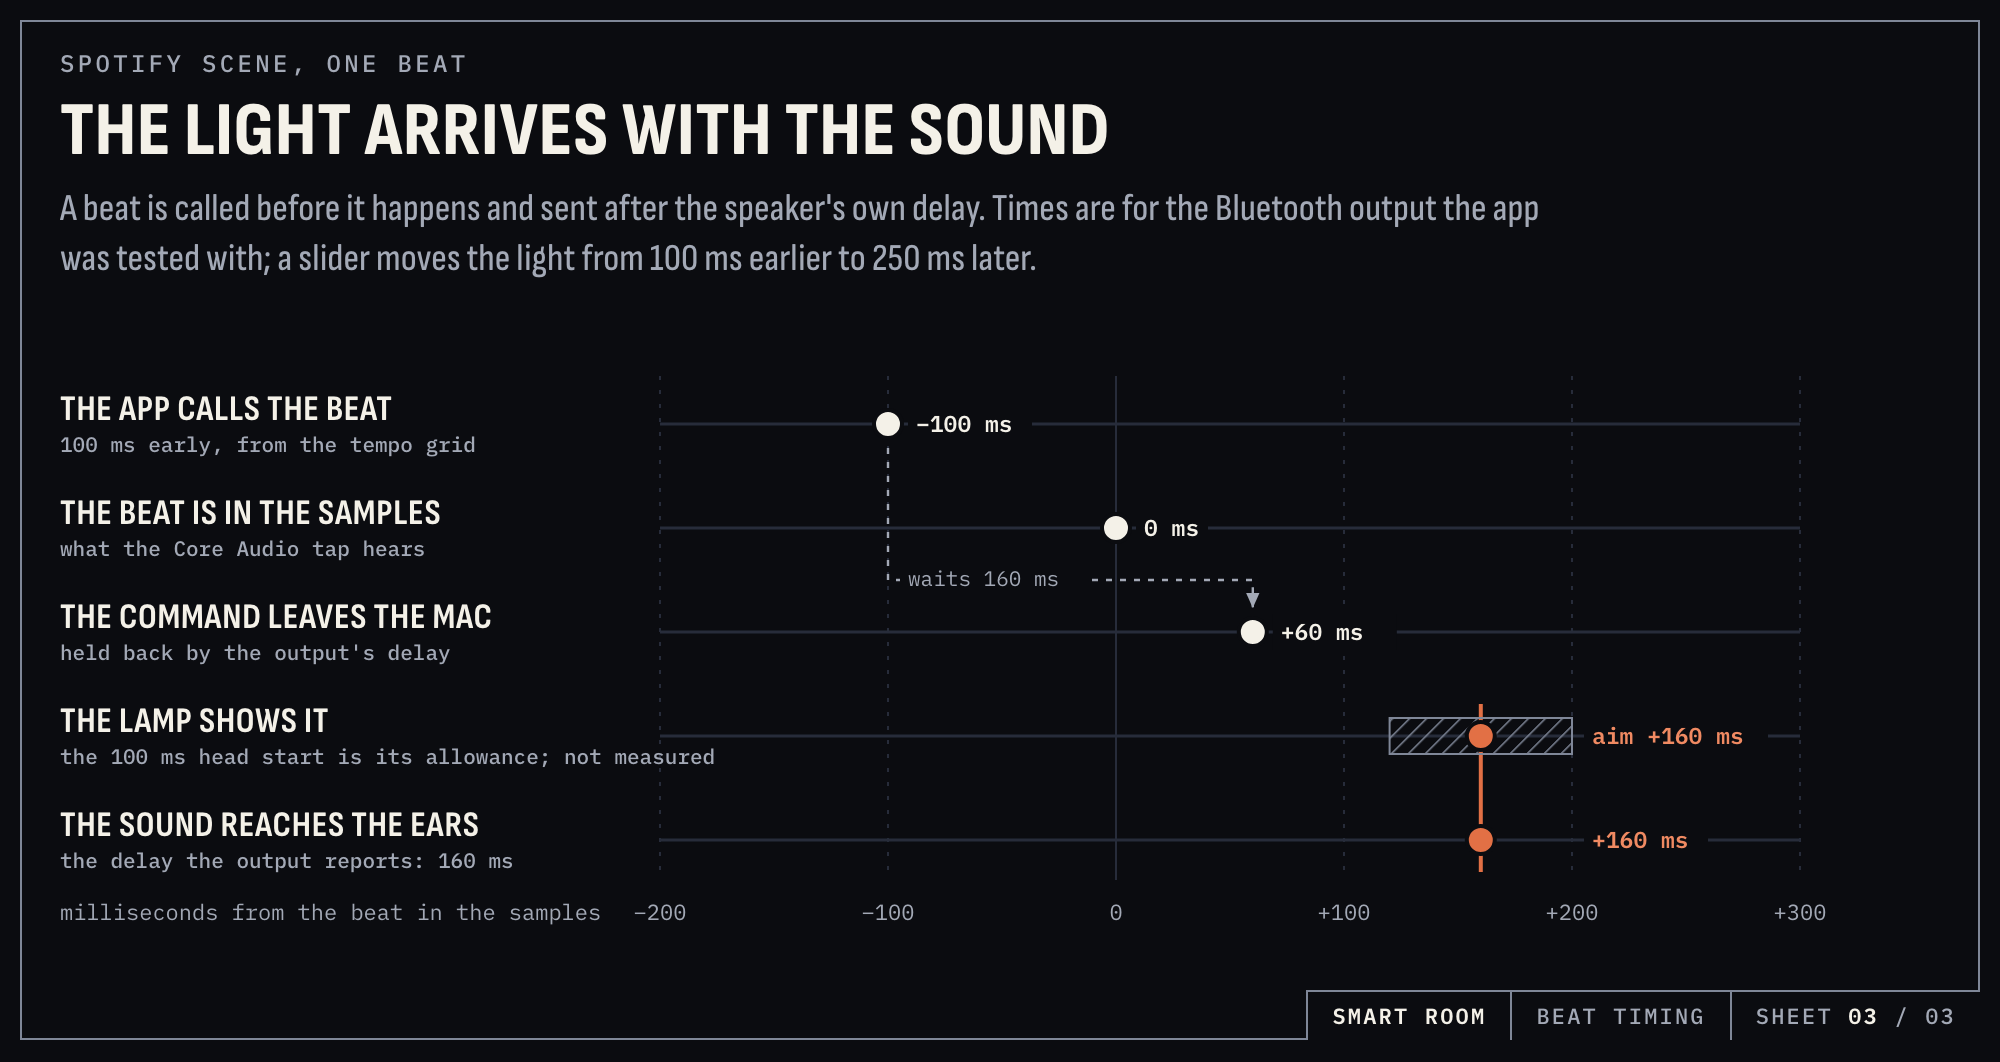 SPOTIFY SCENE, ONE BEAT
THE LIGHT ARRIVES WITH THE SOUND
A beat is called before it happens and sent after the speaker's own delay. Times are for the Bluetooth output the app
was tested with; a slider moves the light from 100 ms earlier to 250 ms later.
THE APP CALLS THE BEAT
100 ms early, from the tempo grid
−100 ms
THE BEAT IS IN THE SAMPLES
what the Core Audio tap hears
0 ms
waits 160 ms
THE COMMAND LEAVES THE MAC
held back by the output's delay
+60 ms
THE LAMP SHOWS IT
the 100 ms head start is its allowance; not measured
aim +160 ms
THE SOUND REACHES THE EARS
the delay the output reports: 160 ms
+160 ms
milliseconds from the beat in the samples −200 −100 0 +100 +200 +300
SMART ROOM BEAT TIMING SHEET 03 / 03